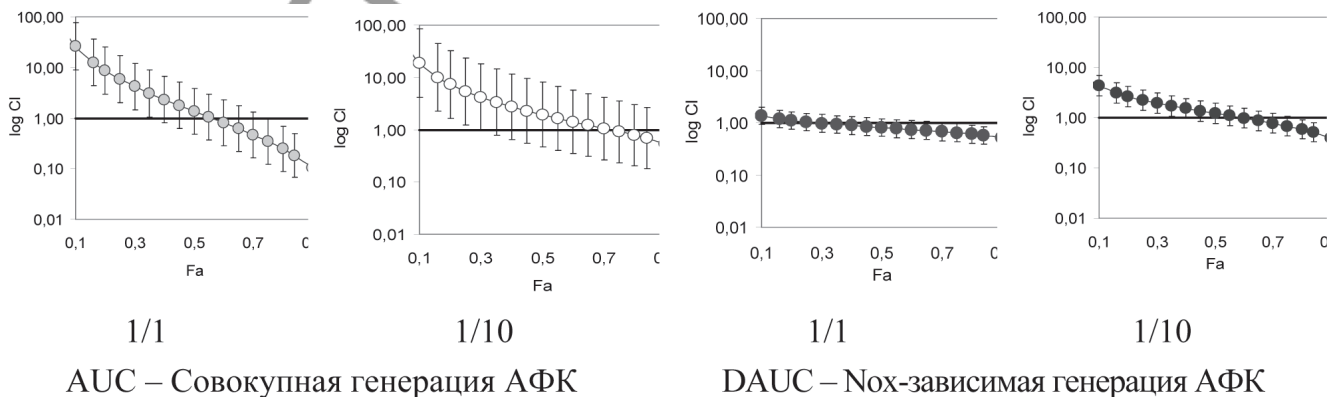 100,00 100,00 100,00 100,00
10,00 10,00 10,00 10,00
log CI 1,00 log CI 1,00 log CI 1,00 log CI 1,00
0,10 0,10 0,10 0,10
0,01 0,01 0,01 0,01
0,1 0,3 0,5 0,7 0 0,1 0,3 0,5 0,7 0 0,1 0,3 0,5 0,7 0 0,1 0,3 0,5 0,7 0
Fa Fa Fa Fa
1/1 1/10 1/1 1/10
AUC – Совокупная генерация АФК DAUC – Nox-зависимая генерация АФК